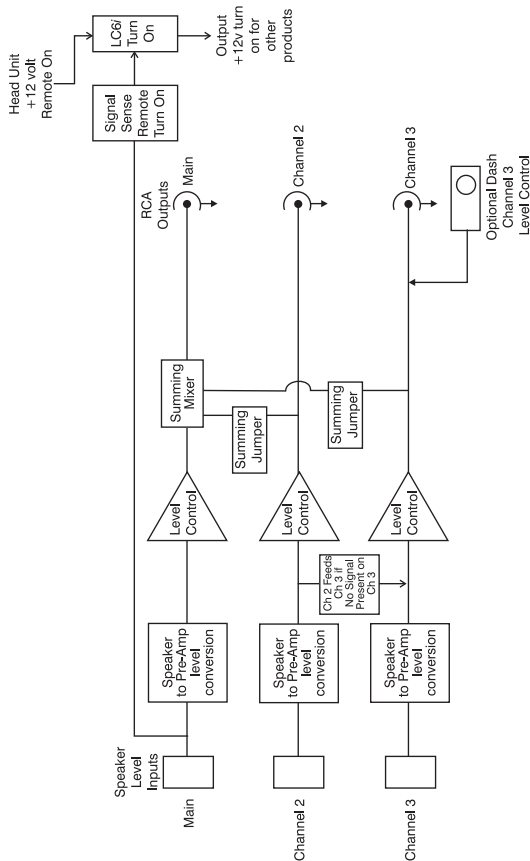 Head Unit
+12 volt
Remote On
LC6i
Turn
On
Output
+12v turn
on for
other
products
Signal
Sense
Remote
Turn On
RCA
Outputs
Main
Channel 2
Channel 3
Optional Dash
Channel 3
Level Control
Summing
Mixer
Summing
Jumper
Summing
Jumper
Level
Control
Level
Control
Level
Control
Ch 2 Feeds
Ch 3 if
No Signal
Present on
Ch 3
Speaker
to Pre-Amp
level
conversion
Speaker
to Pre-Amp
level
conversion
Speaker
to Pre-Amp
level
conversion
Speaker
Level
Inputs
Main
Channel 2
Channel 3